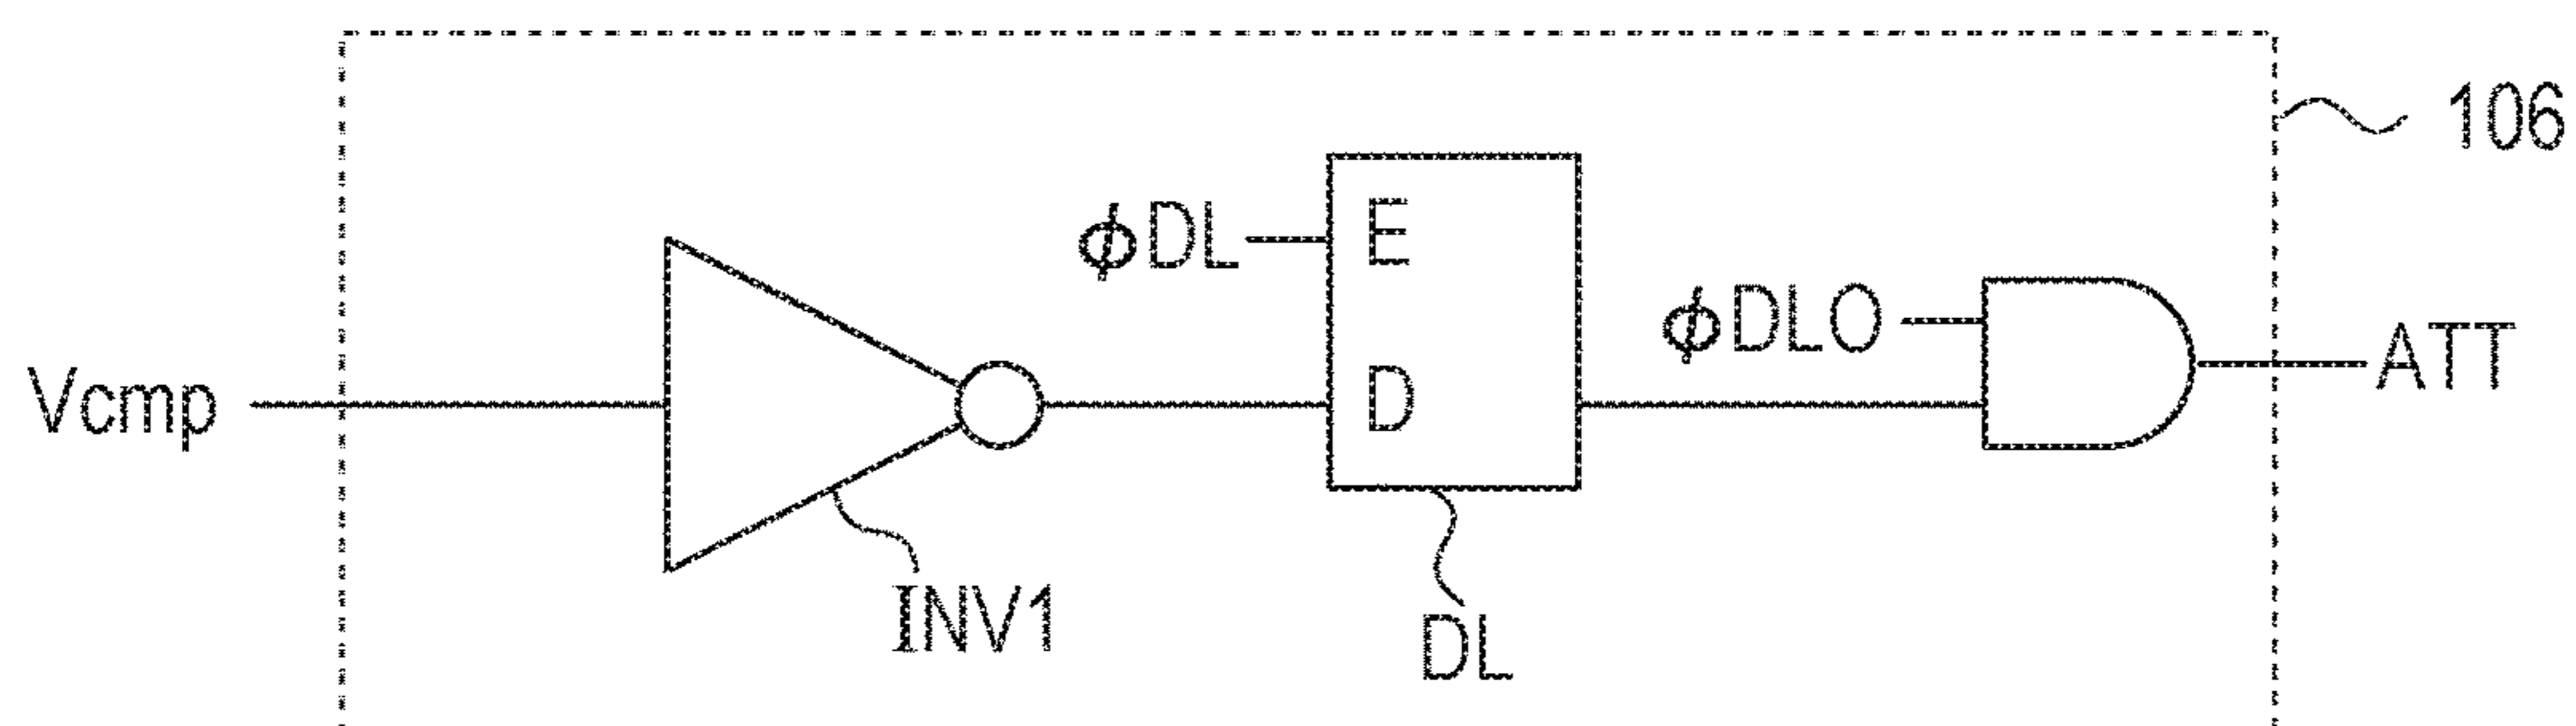 106
ϕDL
E
ϕDLO
Vcmp
D
ATT
INV1
DL